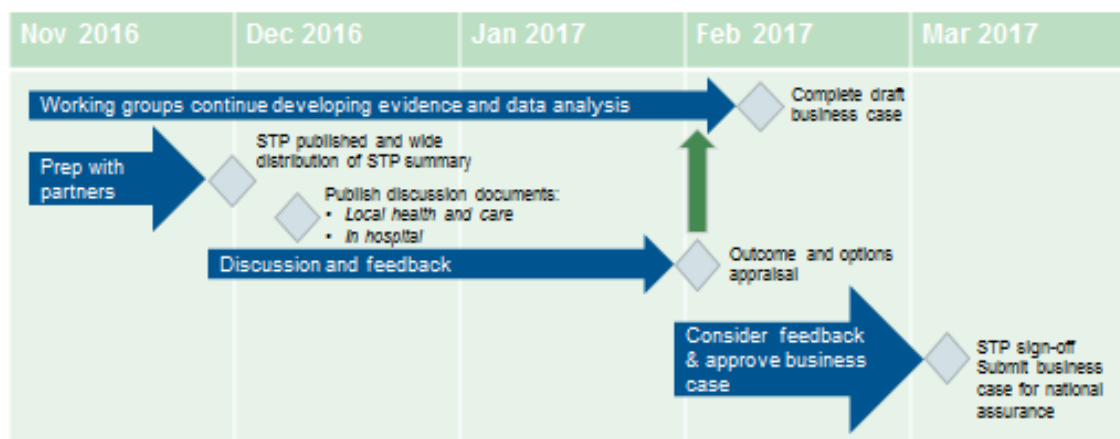 Nov 2016
Dec 2016
Jan 2017
Feb 2017
Mar 2017
Working groups continue developing evidence and data analysis
Complete draft
business case
Prep with
partners
STP published and wide
distribution of STP summary
Publish discussion documents:
• Local health and care
• In hospital
Discussion and feedback
Outcome and options
appraisal
Consider feedback
& approve business
case
STP sign-off
Submit business
case for national
assurance